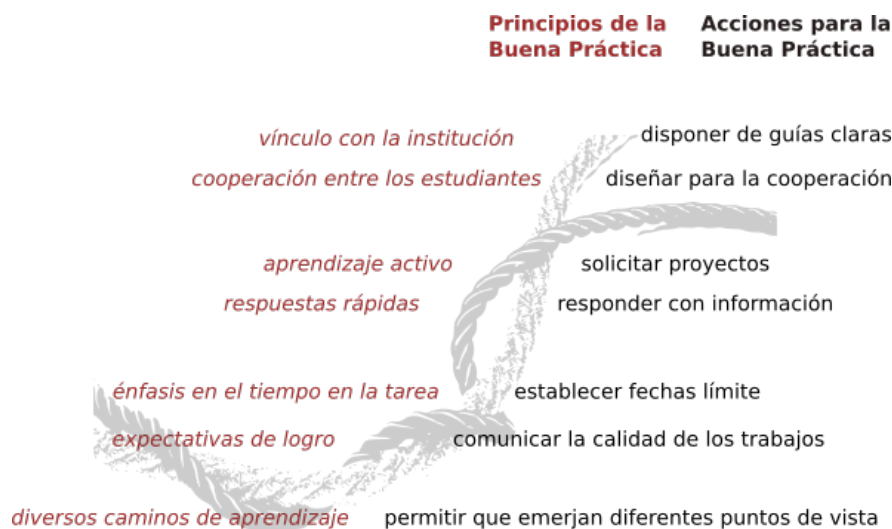 Principios de la Acciones para la
Buena Práctica Buena Práctica
vínculo con la institución disponer de guías claras
cooperación entre los estudiantes diseñar para la cooperación
aprendizaje activo solicitar proyectos
respuestas rápidas responder con información
énfasis en el tiempo en la tarea establecer fechas límite
expectativas de logro comunicar la calidad de los trabajos
diversos caminos de aprendizaje permitir que emerjan diferentes puntos de vista